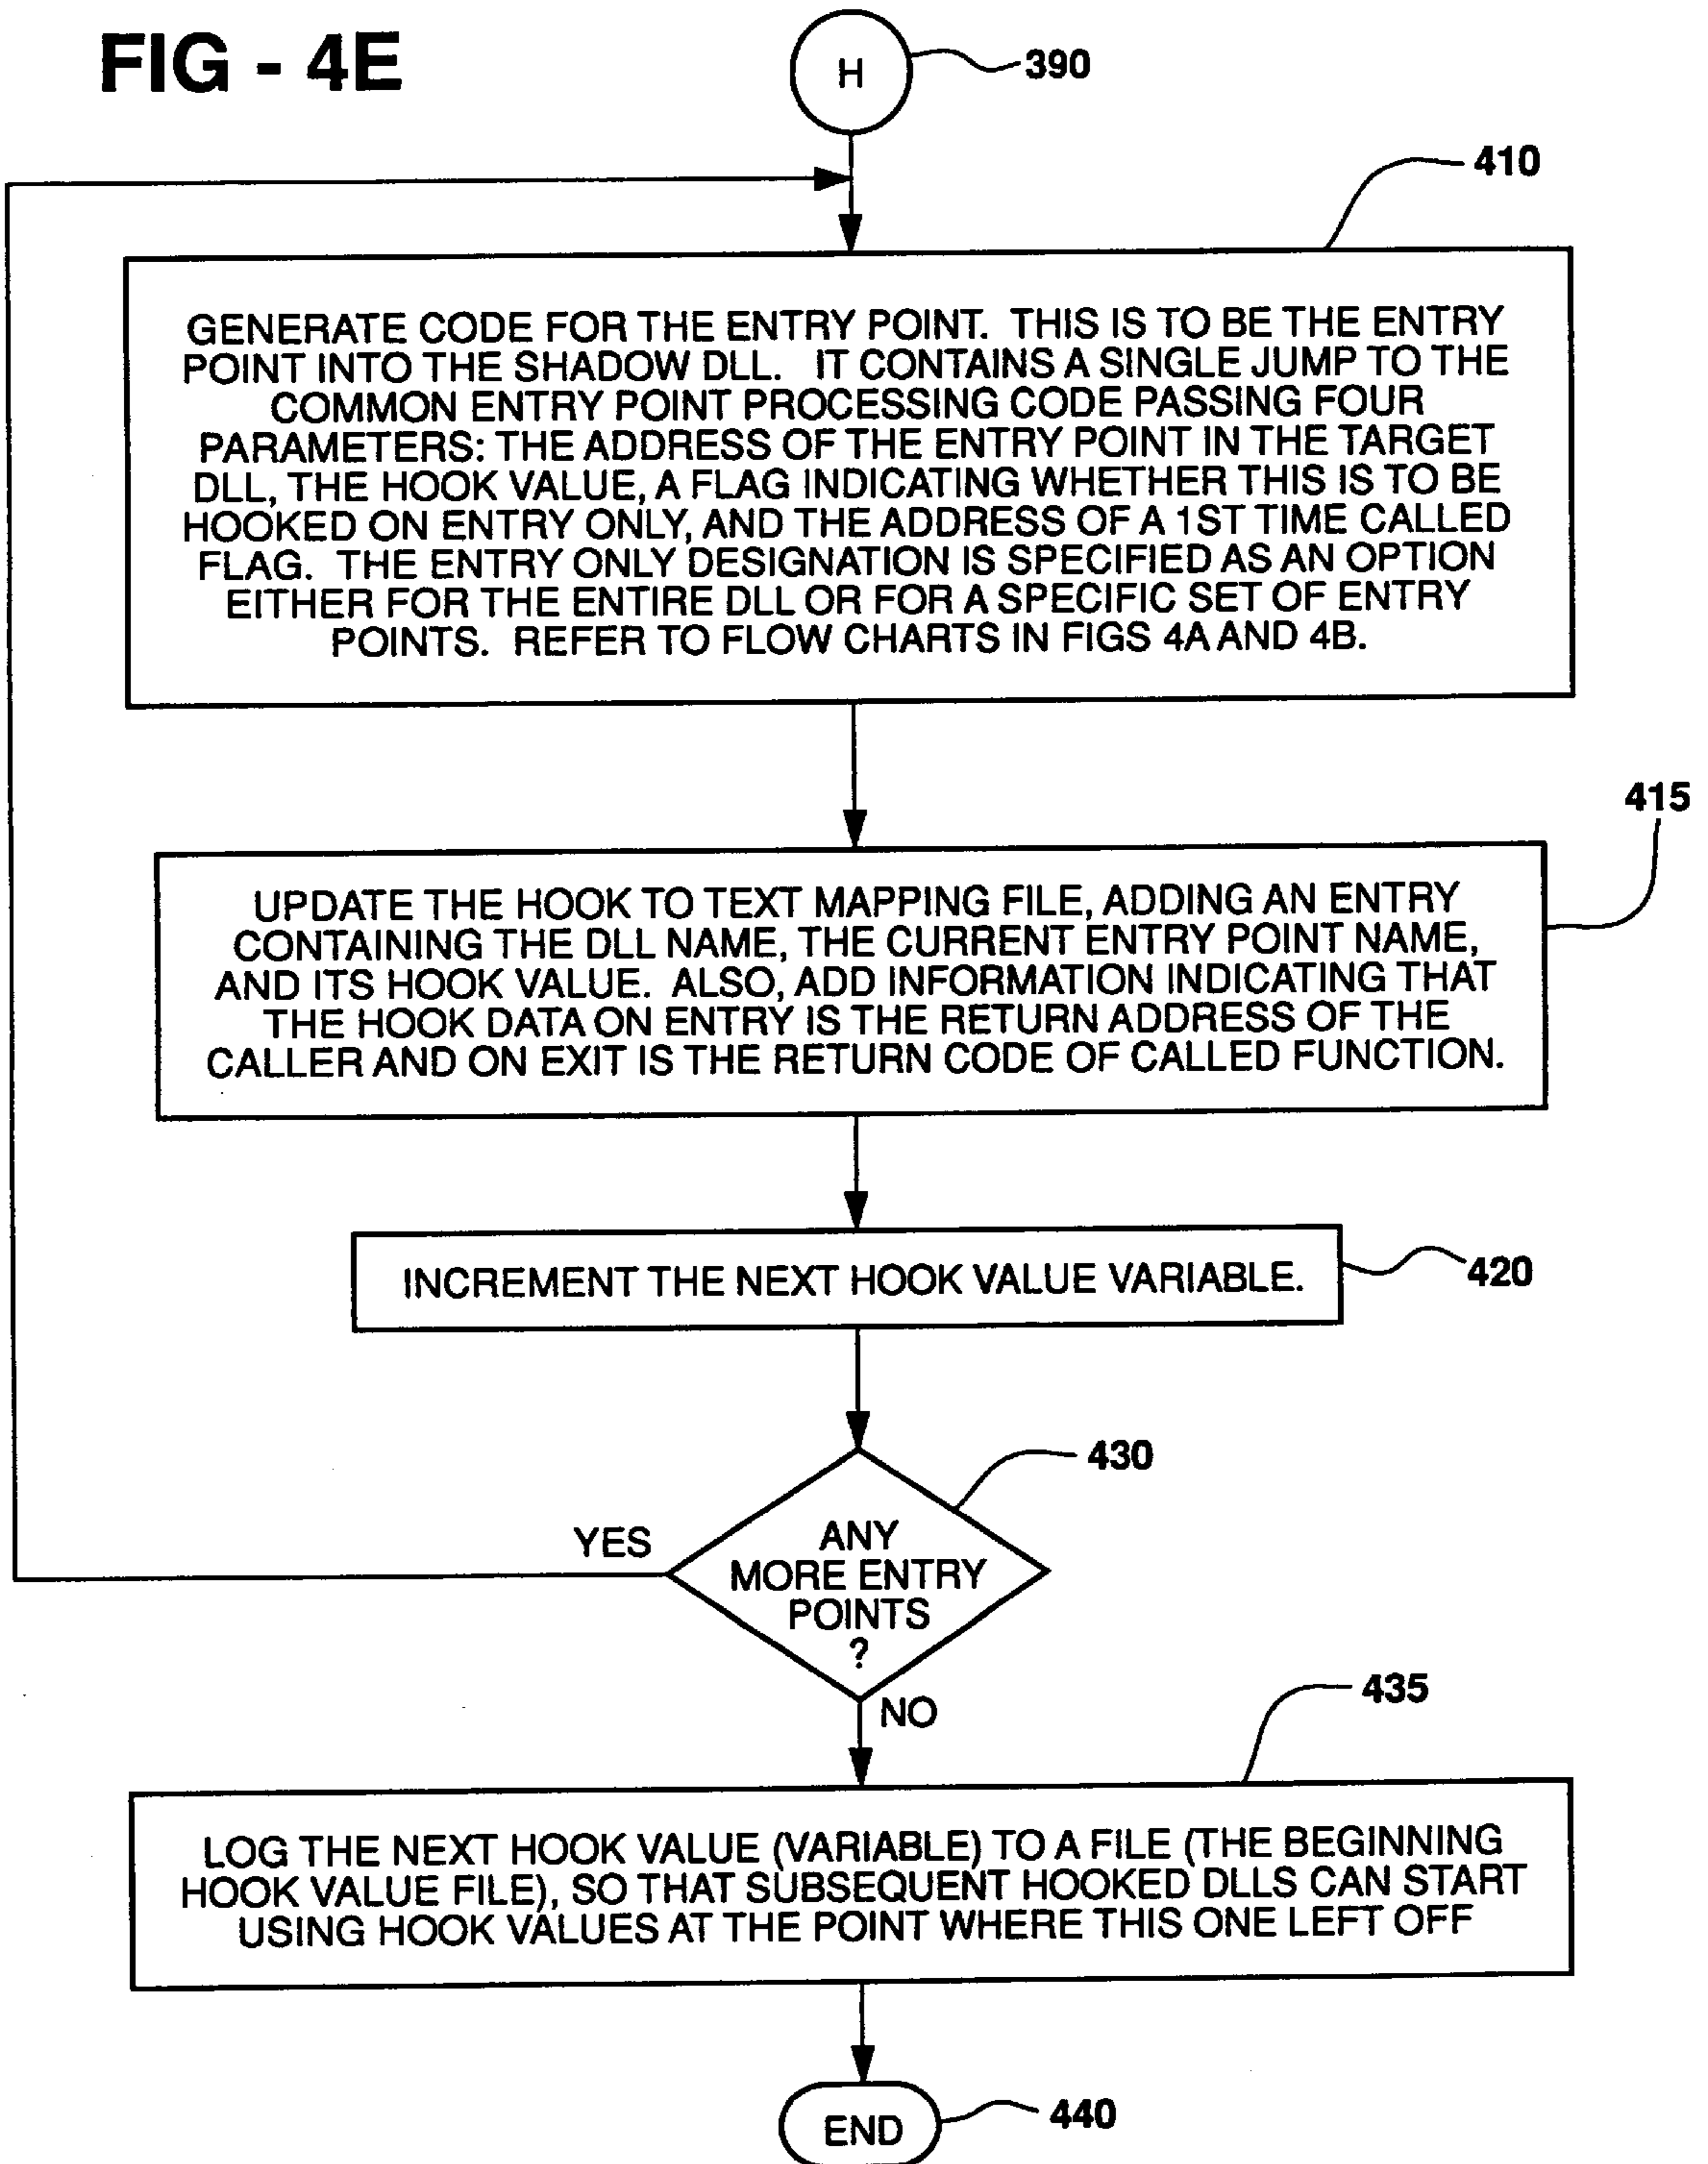 FIG - 4E
H
390
410
GENERATE CODE FOR THE ENTRY POINT. THIS IS TO BE THE ENTRY
POINT INTO THE SHADOW DLL. IT CONTAINS A SINGLE JUMP TO THE
COMMON ENTRY POINT PROCESSING CODE PASSING FOUR
PARAMETERS: THE ADDRESS OF THE ENTRY POINT IN THE TARGET
DLL, THE HOOK VALUE, A FLAG INDICATING WHETHER THIS IS TO BE
HOOKED ON ENTRY ONLY, AND THE ADDRESS OF A 1ST TIME CALLED
FLAG. THE ENTRY ONLY DESIGNATION IS SPECIFIED AS AN OPTION
EITHER FOR THE ENTIRE DLL OR FOR A SPECIFIC SET OF ENTRY
POINTS. REFER TO FLOW CHARTS IN FIGS 4A AND 4B.
415
UPDATE THE HOOK TO TEXT MAPPING FILE, ADDING AN ENTRY
CONTAINING THE DLL NAME, THE CURRENT ENTRY POINT NAME,
AND ITS HOOK VALUE. ALSO, ADD INFORMATION INDICATING THAT
THE HOOK DATA ON ENTRY IS THE RETURN ADDRESS OF THE
CALLER AND ON EXIT IS THE RETURN CODE OF CALLED FUNCTION.
INCREMENT THE NEXT HOOK VALUE VARIABLE.
420
430
YES
ANY
MORE ENTRY
POINTS
?
NO
435
LOG THE NEXT HOOK VALUE (VARIABLE) TO A FILE (THE BEGINNING
HOOK VALUE FILE), SO THAT SUBSEQUENT HOOKED DLLS CAN START
USING HOOK VALUES AT THE POINT WHERE THIS ONE LEFT OFF
END
440